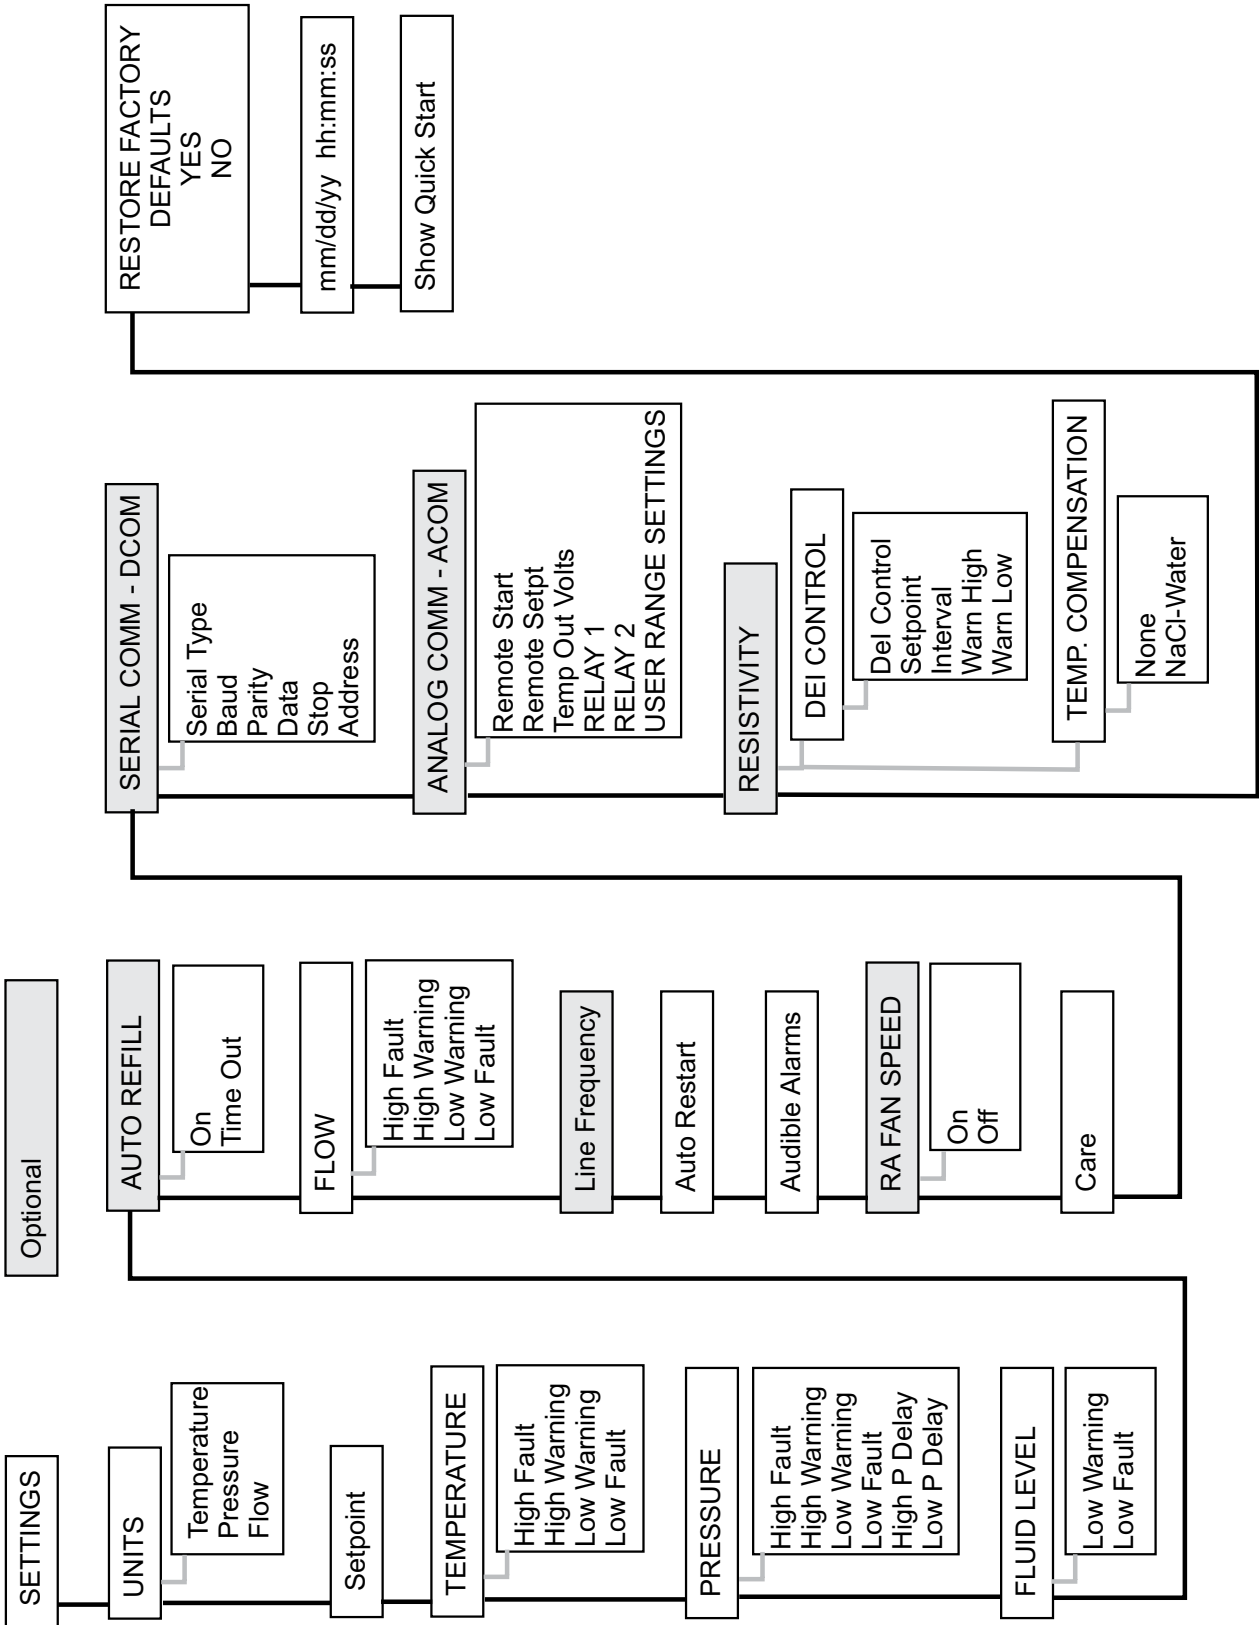 SETTINGS
UNITS
Temperature
Pressure
Flow
Setpoint
TEMPERATURE
High Fault
High Warning
Low Warning
Low Fault
PRESSURE
High Fault
High Warning
Low Warning
Low Fault
High P Delay
Low P Delay
FLUID LEVEL
Low Warning
Low Fault
Optional
AUTO REFILL
On
Time Out
FLOW
High Fault
High Warning
Low Warning
Low Fault
Line Frequency
Auto Restart
Audible Alarms
RA FAN SPEED
On
Off
Care
SERIAL COMM - DCOM
Serial Type
Baud
Parity
Data
Stop
Address
ANALOG COMM - ACOM
Remote Start
Remote Setpt
Temp Out Volts
RELAY 1
RELAY 2
USER RANGE SETTINGS
RESISTIVITY
DEI CONTROL
DeI Control
Setpoint
Interval
Warn High
Warn Low
TEMP. COMPENSATION
None
NaCl-Water
RESTORE FACTORY
DEFAULTS
YES
NO
mm/dd/yy hh:mm:ss
Show Quick Start